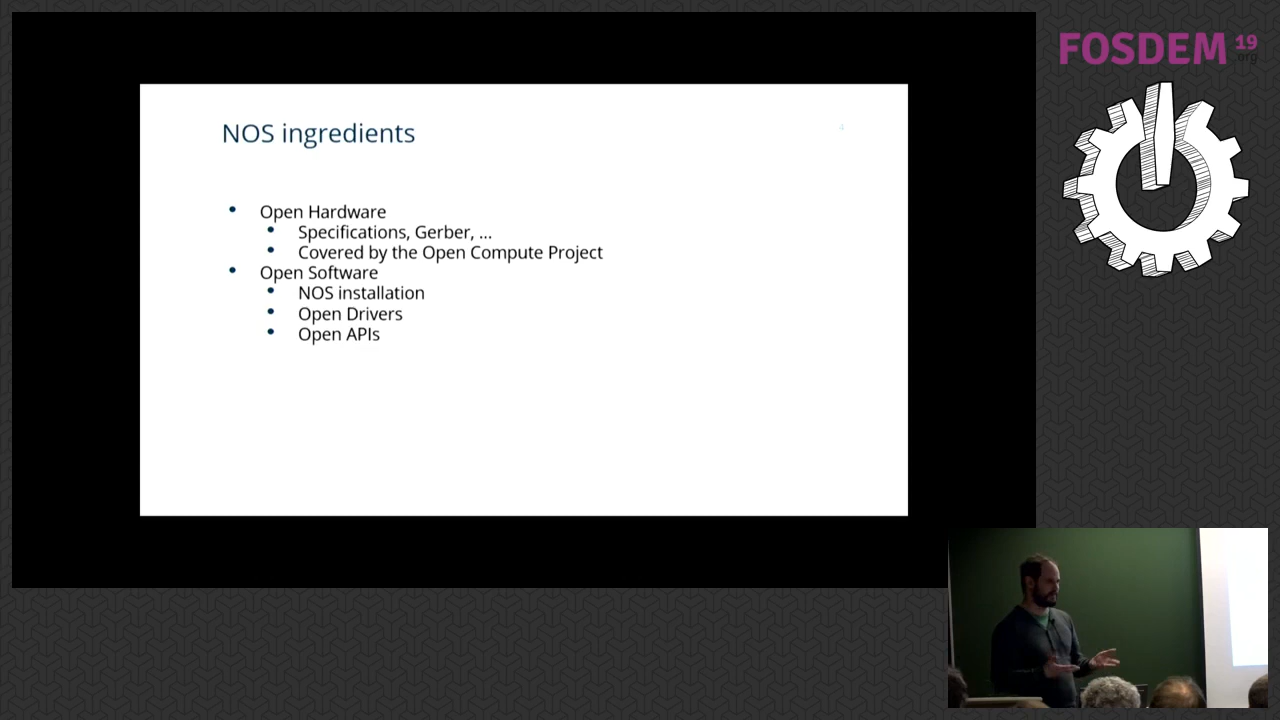 FOSDEM 19
.org
NOS ingredients
Open Hardware
Specifications, Gerber, ...
Covered by the Open Compute Project
Open Software
NOS installation
Open Drivers
Open APIs